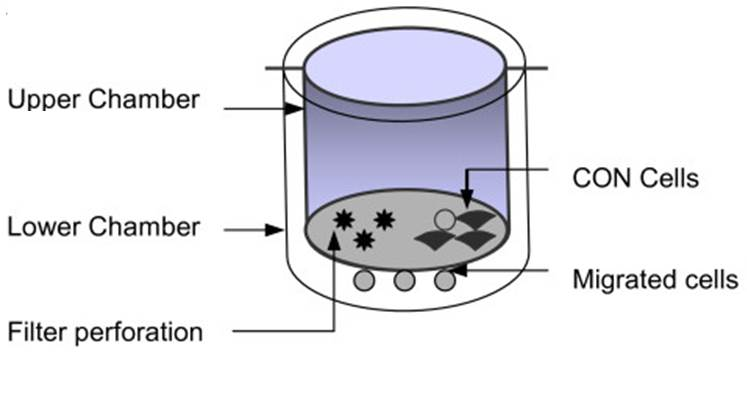 Upper Chamber
CON Cells
Lower Chamber
Migrated cells
Filter perforation